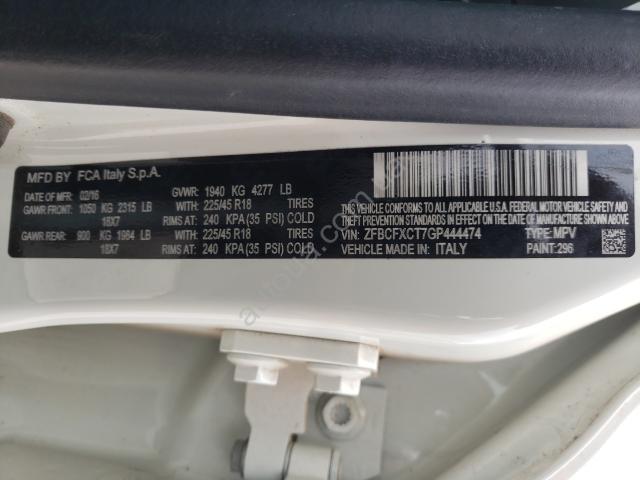 MFD BY FCA Italy S.p.A.
DATE OF MFR 02/16 GVWR: 1940 KG 4277 LB
GAWR FRONT: 1050 KG 2315 LB WITH: 225/45 R18 TIRES
18X7 RIMS AT: 240 KPA (35 PSI) COLD
GAWR REAR: 900 KG 1984 LB WITH: 225/45 R18 TIRES
18X7 RIMS AT: 240 KPA (35 PSI) COLD
THIS VEHICLE CONFORMS TO ALL APPLICABLE U.S.A. FEDERAL MOTOR VEHICLE SAFETY, BUMPER AND
THEFT PREVENTION STANDARDS IN EFFECT ON THE DATE OF MANUFACTURE SHOWN ABOVE
VIN: ZFBCFXCT7GP444474 TYPE: MPV
VEHICLE MADE IN: ITALY PAINT: 296